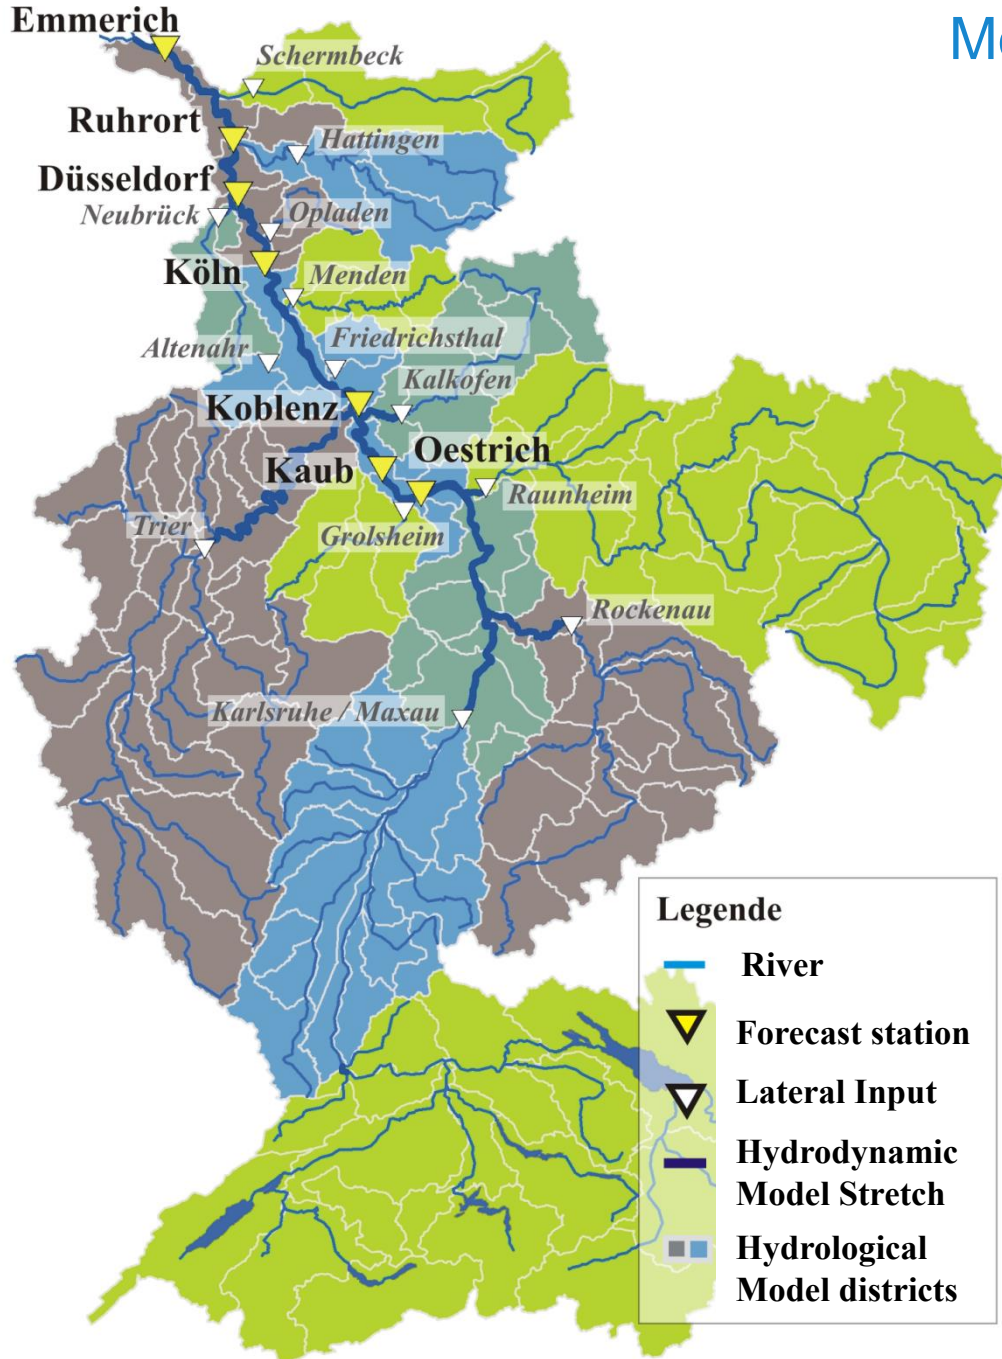 Emmerich
Schermbeck
Ruhrort
Hattingen
Düsseldorf
Neubrück
Opladen
Köln
Menden
Altenahr
Friedrichsthal
Koblenz
Kalkofen
Kaub
Oestrich
Raunheim
Grolsheim
Trier
Rockenau
Karlsruhe / Maxau
Legende
River
Forecast station
Lateral Input
Hydrodynamic
Model Stretch
Hydrological
Model districts